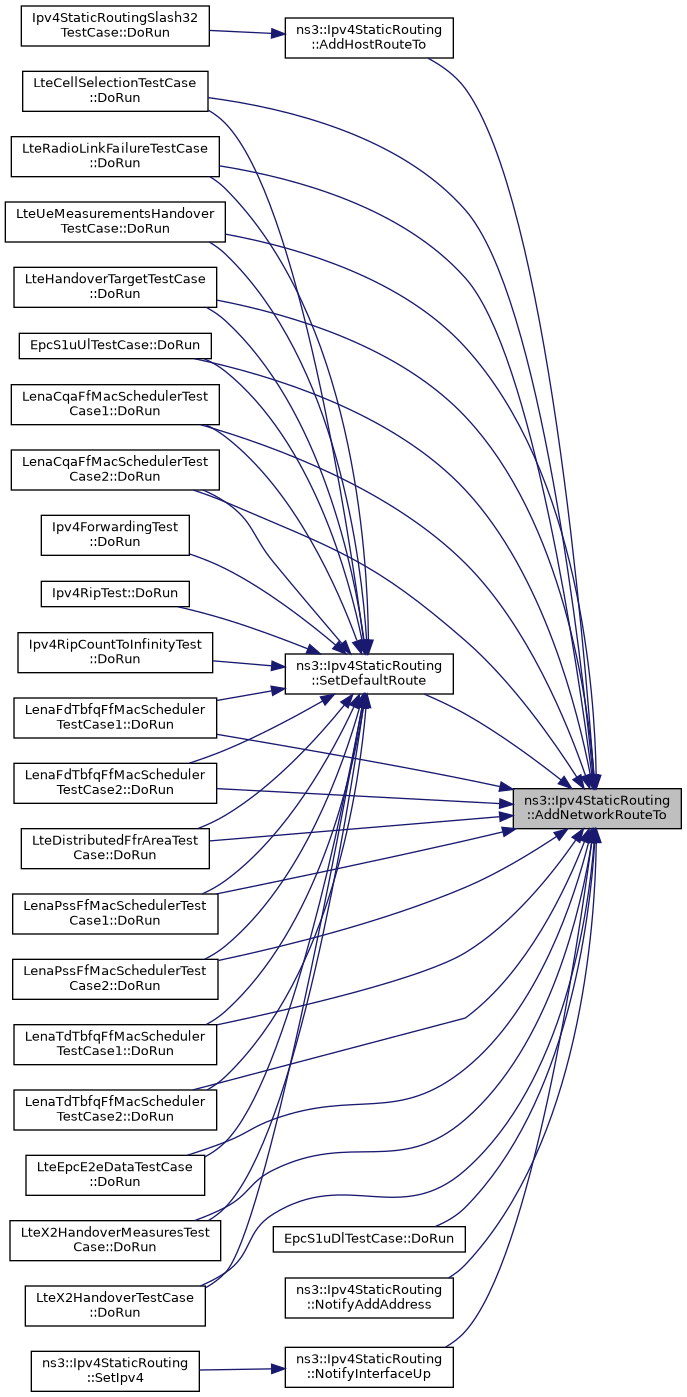 Ipv4StaticRoutingSlash32
TestCase::DoRun
ns3::Ipv4StaticRouting
::AddHostRouteTo
LteCellSelectionTestCase
::DoRun
LteRadioLinkFailureTestCase
::DoRun
LteUeMeasurementsHandover
TestCase::DoRun
LteHandoverTargetTestCase
::DoRun
EpcS1uUlTestCase::DoRun
LenaCqaFfMacSchedulerTest
Case1::DoRun
LenaCqaFfMacSchedulerTest
Case2::DoRun
Ipv4ForwardingTest
::DoRun
Ipv4RipTest::DoRun
Ipv4RipCountToInfinityTest
::DoRun
ns3::Ipv4StaticRouting
::SetDefaultRoute
LenaFdTbfqFfMacScheduler
TestCase1::DoRun
LenaFdTbfqFfMacScheduler
TestCase2::DoRun
ns3::Ipv4StaticRouting
::AddNetworkRouteTo
LteDistributedFfrAreaTest
Case::DoRun
LenaPssFfMacSchedulerTest
Case1::DoRun
LenaPssFfMacSchedulerTest
Case2::DoRun
LenaTdTbfqFfMacScheduler
TestCase1::DoRun
LenaTdTbfqFfMacScheduler
TestCase2::DoRun
LteEpcE2eDataTestCase
::DoRun
LteX2HandoverMeasuresTest
Case::DoRun
EpcS1uDlTestCase::DoRun
LteX2HandoverTestCase
::DoRun
ns3::Ipv4StaticRouting
::NotifyAddAddress
ns3::Ipv4StaticRouting
::SetIpv4
ns3::Ipv4StaticRouting
::NotifyInterfaceUp